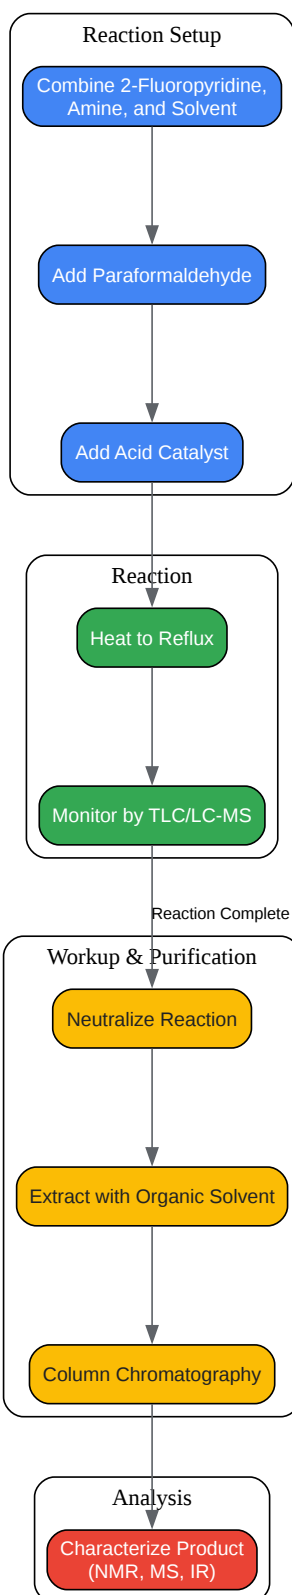 Reaction Setup
Combine 2-Fluoropyridine,
Amine, and Solvent
Add Paraformaldehyde
Add Acid Catalyst
Reaction
Heat to Reflux
Monitor by TLC/LC-MS
Reaction Complete
Workup & Purification
Neutralize Reaction
Extract with Organic Solvent
Column Chromatography
Analysis
Characterize Product
(NMR, MS, IR)